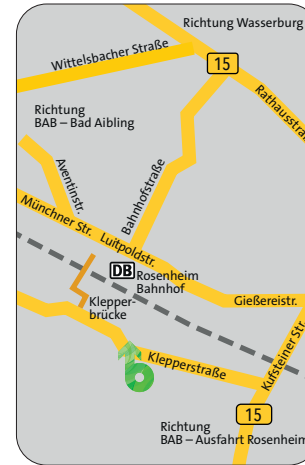 Richtung Wasserburg
Wittelsbacher Straße
15
Rathausstraß
Richtung
BAB – Bad Aibling
Aventinstr.
Bahnhofstraße
Münchner Str.
Luitpoldstr.
DB
Rosenheim
Bahnhof
Klepper-
brücke
Gießereistr.
Klepperstraße
Kufsteiner Str.
15
Richtung
BAB – Ausfahrt Rosenheim